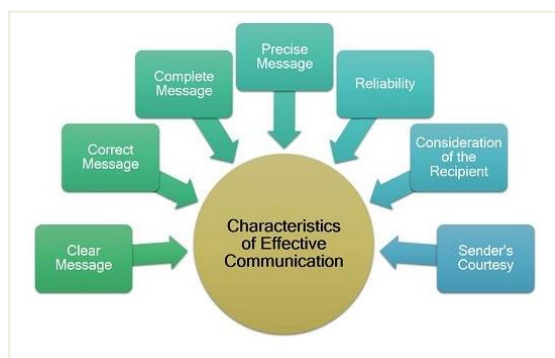 Clear
Message
Correct
Message
Complete
Message
Precise
Message
Reliability
Consideration
of the
Recipient
Sender's
Courtesy
Characteristics
of Effective
Communication